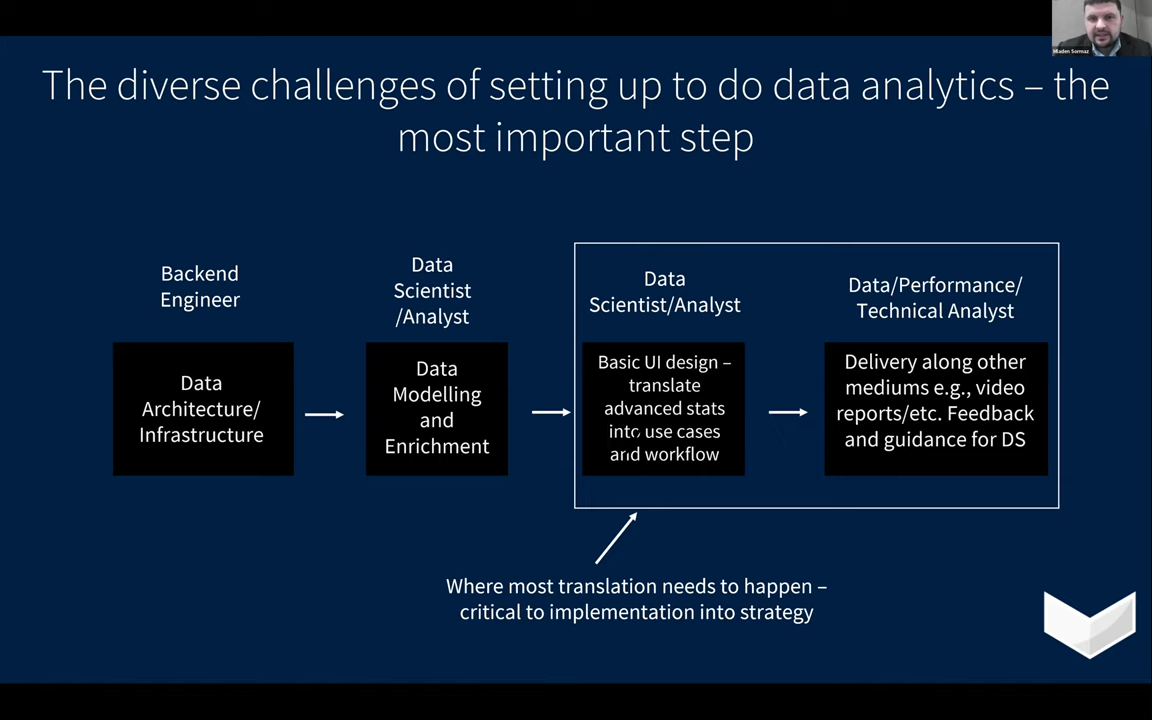 Mladen Sormaz
The diverse challenges of setting up to do data analytics – the
most important step
Backend
Engineer
Data
Scientist
/Analyst
Data
Scientist/Analyst
Data/Performance/
Technical Analyst
Data
Architecture/
Infrastructure
Data
Modelling
and
Enrichment
Basic UI design –
translate
advanced stats
into use cases
and workflow
Delivery along other
mediums e.g., video
reports/etc. Feedback
and guidance for DS
Where most translation needs to happen –
critical to implementation into strategy